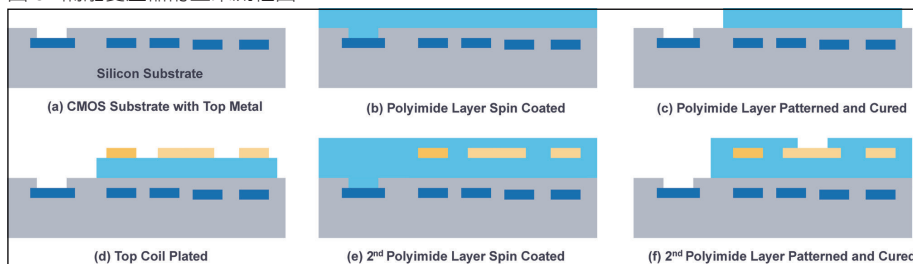 Silicon Substrate
(a) CMOS Substrate with Top Metal
(b) Polyimide Layer Spin Coated
(c) Polyimide Layer Patterned and Cured
(d) Top Coil Plated
(e) 2nd Polyimide Layer Spin Coated
(f) 2nd Polyimide Layer Patterned and Cured